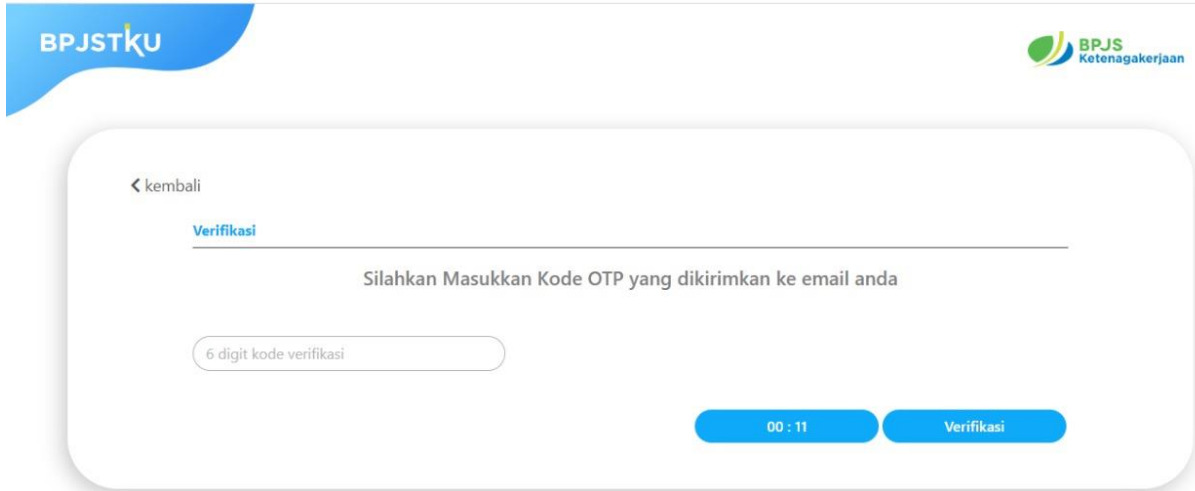 BPJSTKU
BPJS
Ketenagakerjaan
kembali
Verifikasi
Silahkan Masukkan Kode OTP yang dikirimkan ke email anda
6 digit kode verifikasi
00 : 11
Verifikasi